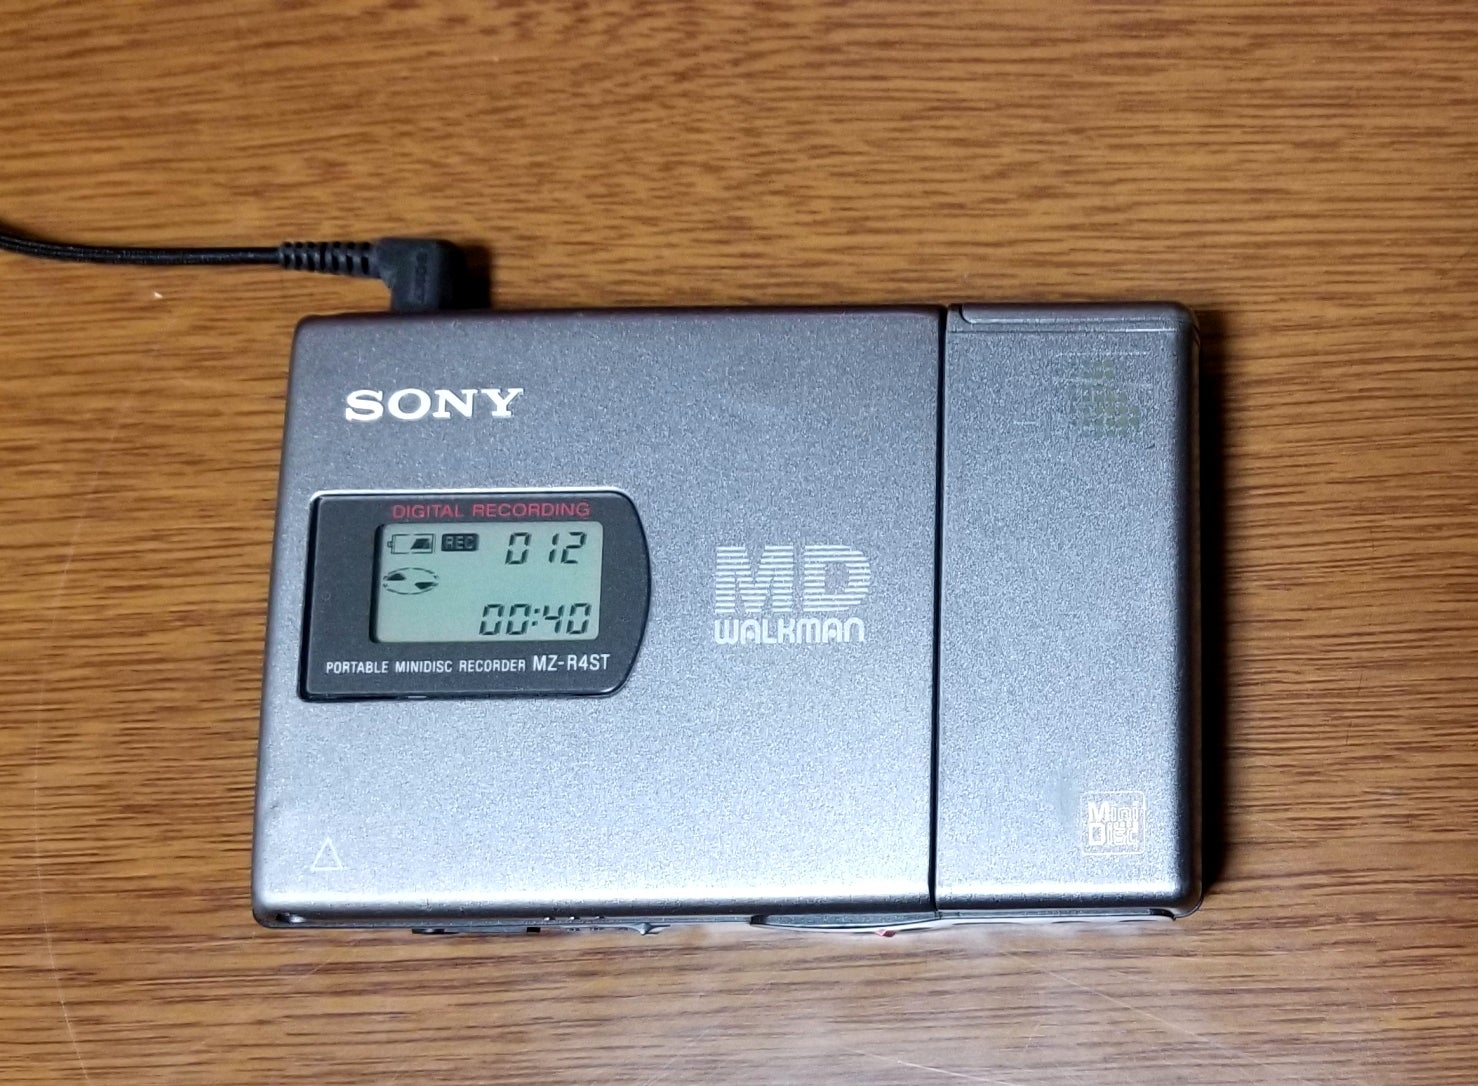 SONY
DIGITAL RECORDING
REC 012
00:40
PORTABLE MINIDISC RECORDER MZ-R4ST
MD
WALKMAN
Mini
Disc